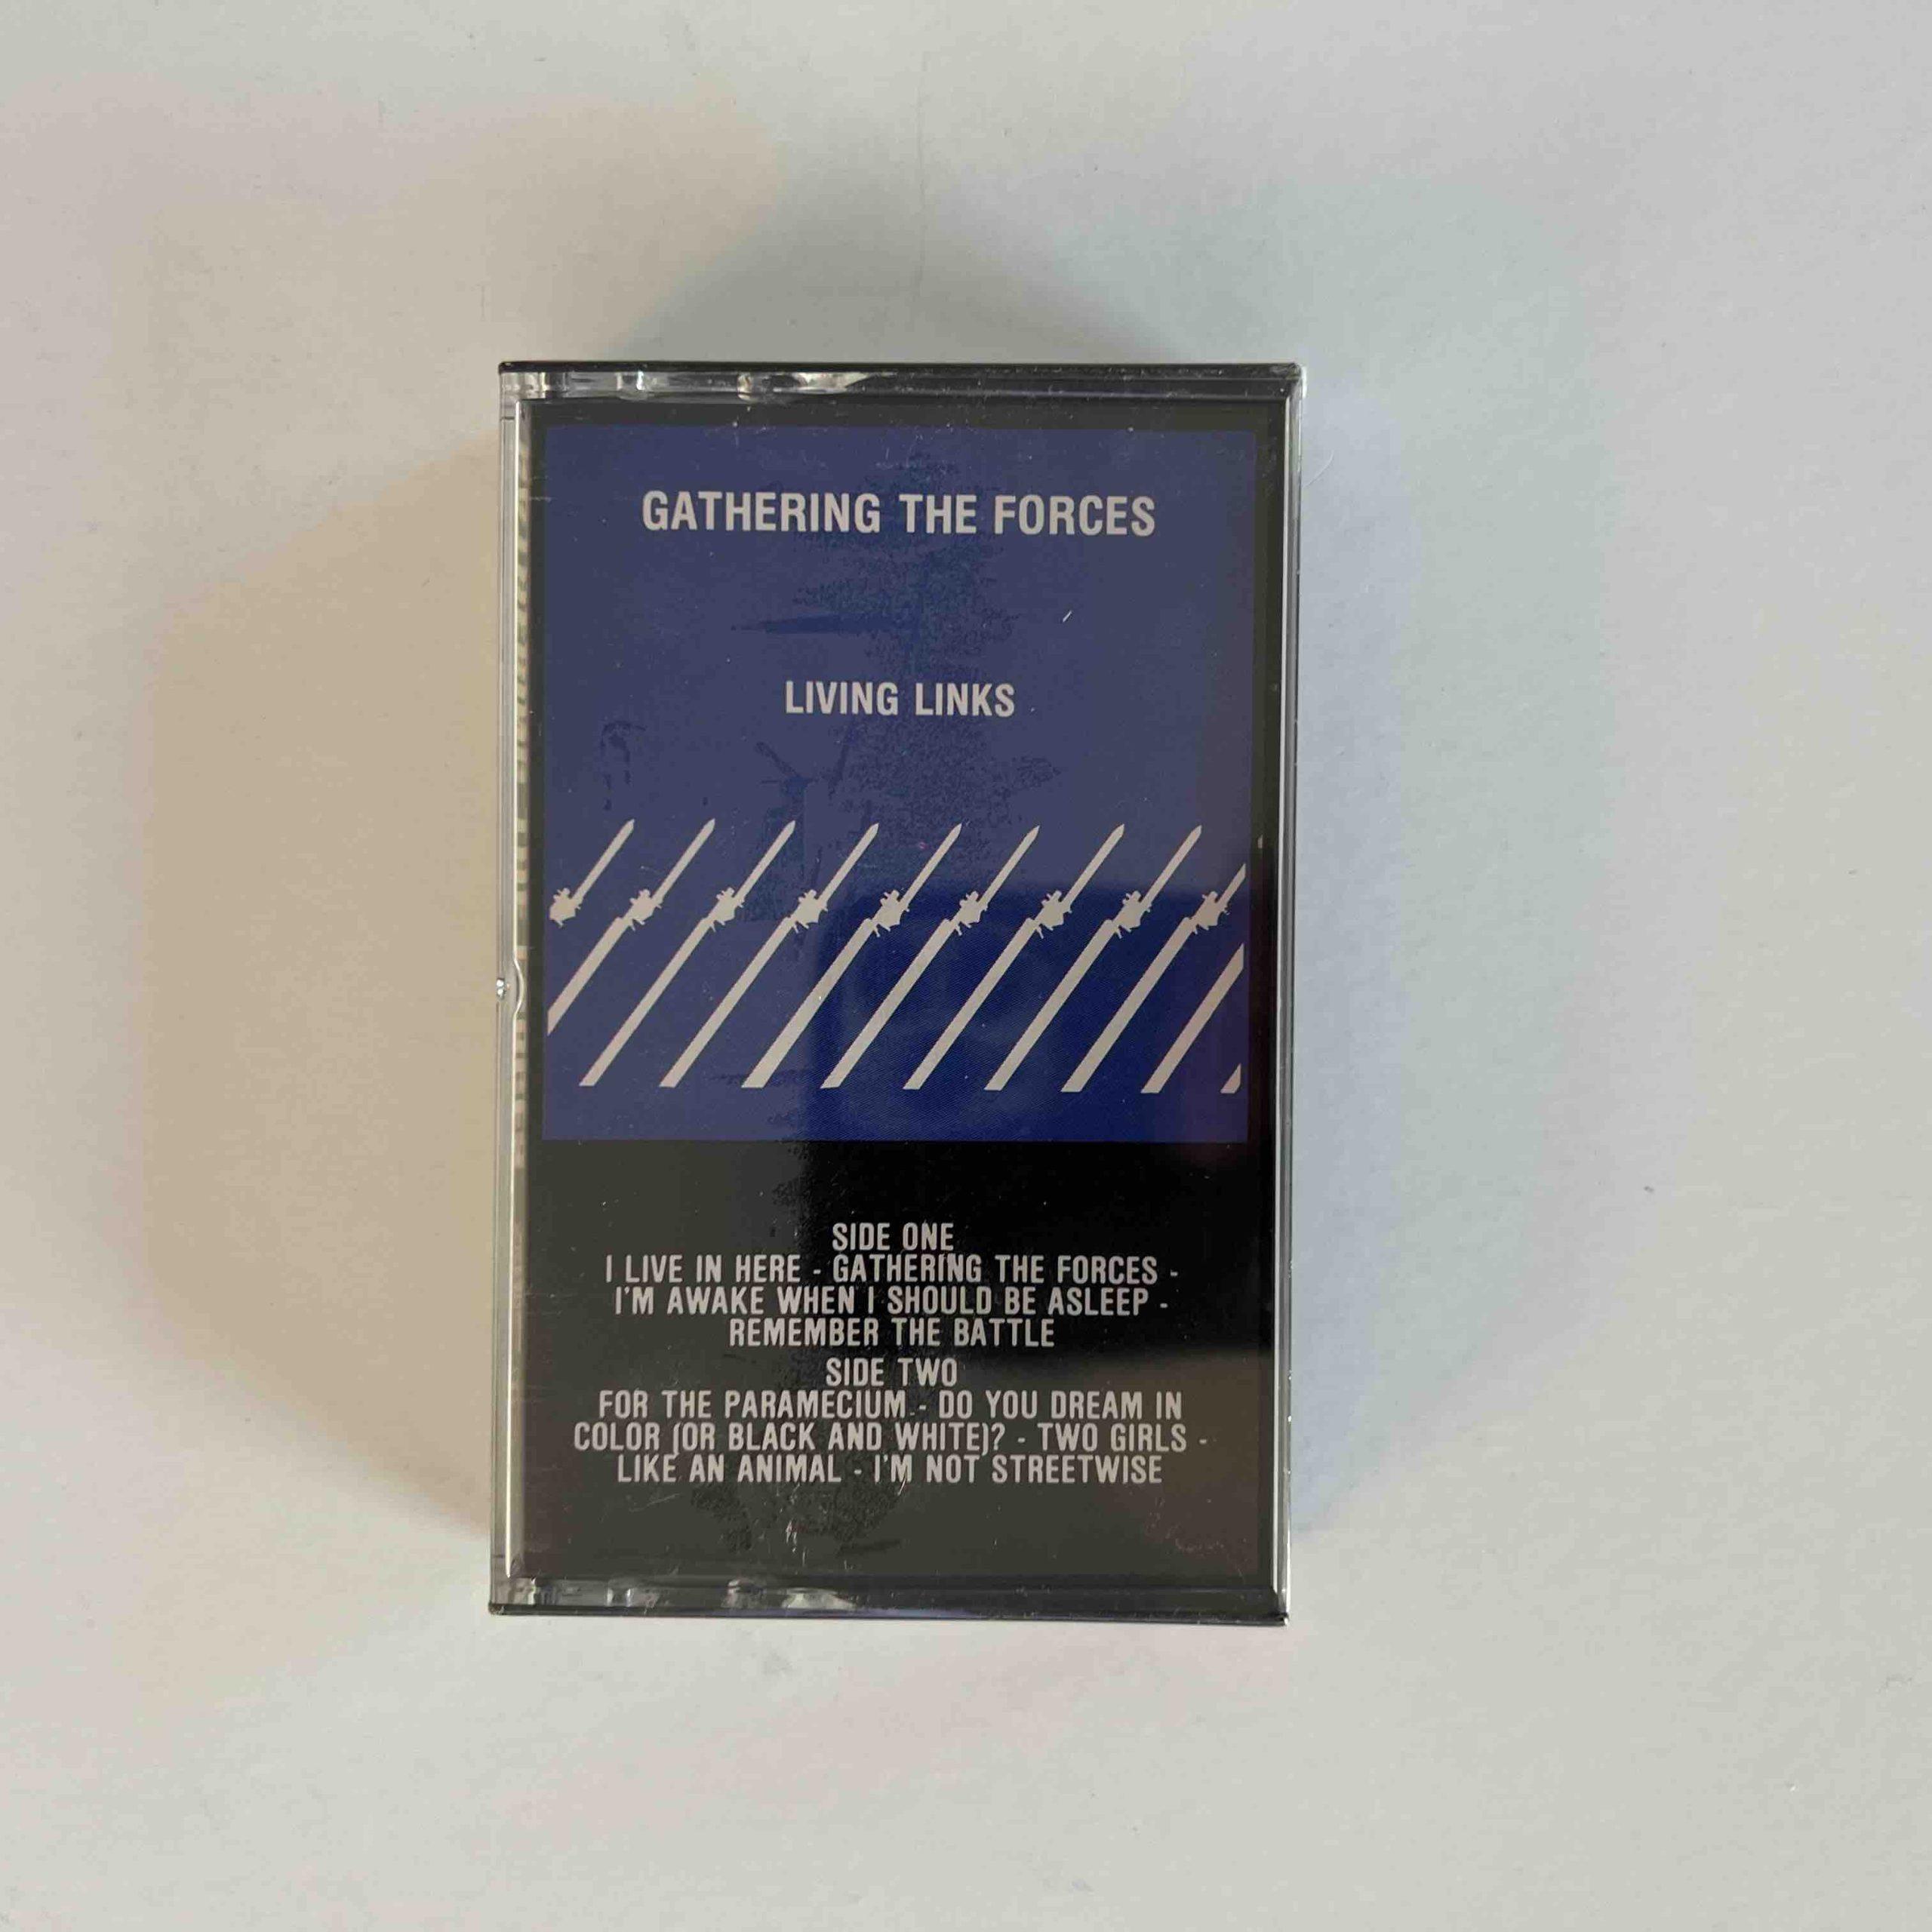 GATHERING THE FORCES
LIVING LINKS
SIDE ONE
I LIVE IN HERE - GATHERING THE FORCES -
I'M AWAKE WHEN I SHOULD BE ASLEEP -
REMEMBER THE BATTLE
SIDE TWO
FOR THE PARAMECIUM - DO YOU DREAM IN
COLOR (OR BLACK AND WHITE)? - TWO GIRLS -
LIKE AN ANIMAL - I'M NOT STREETWISE